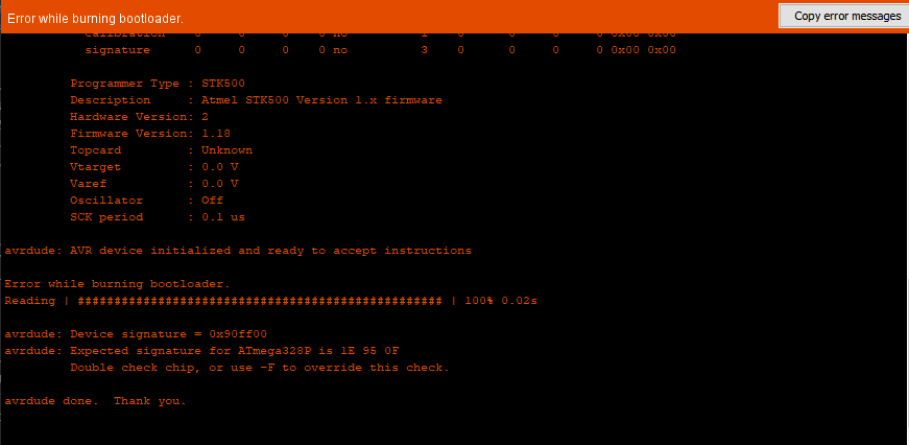 Error while burning bootloader.
Copy error messages
calibration 0 0 0 0 no 1 0 0 0 0 0x00 0x00
signature 0 0 0 0 no 3 0 0 0 0 0x00 0x00
Programmer Type : STK500
Description : Atmel STK500 Version 1.x firmware
Hardware Version: 2
Firmware Version: 1.18
Topcard : Unknown
Vtarget : 0.0 V
Varef : 0.0 V
Oscillator : Off
SCK period : 0.1 us
avrdude: AVR device initialized and ready to accept instructions
Error while burning bootloader.
Reading | ################################################## | 100% 0.02s
avrdude: Device signature = 0x90ff00
avrdude: Expected signature for ATmega328P is 1E 95 0F
Double check chip, or use -F to override this check.
avrdude done.  Thank you.